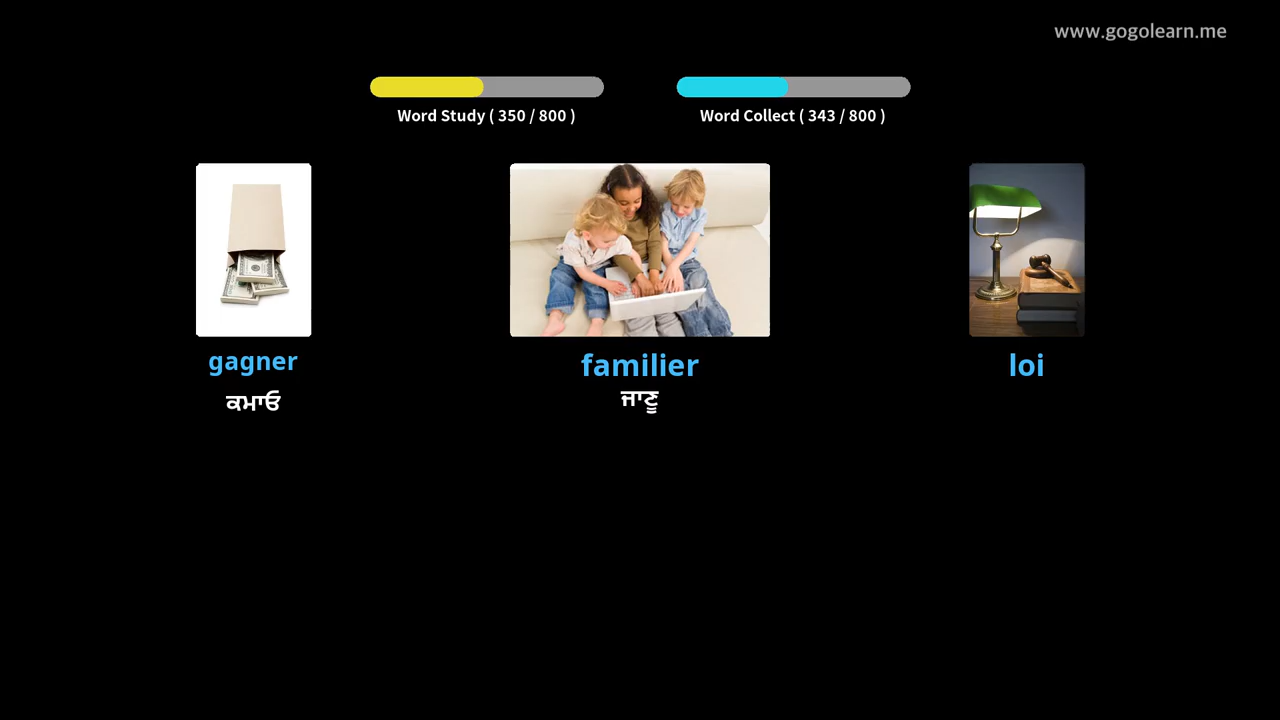 www.gogolearn.me
Word Study ( 350 / 800 )
Word Collect ( 343 / 800 )
gagner
ਕਮਾਓ
familier
ਜਾਣੂ
loi